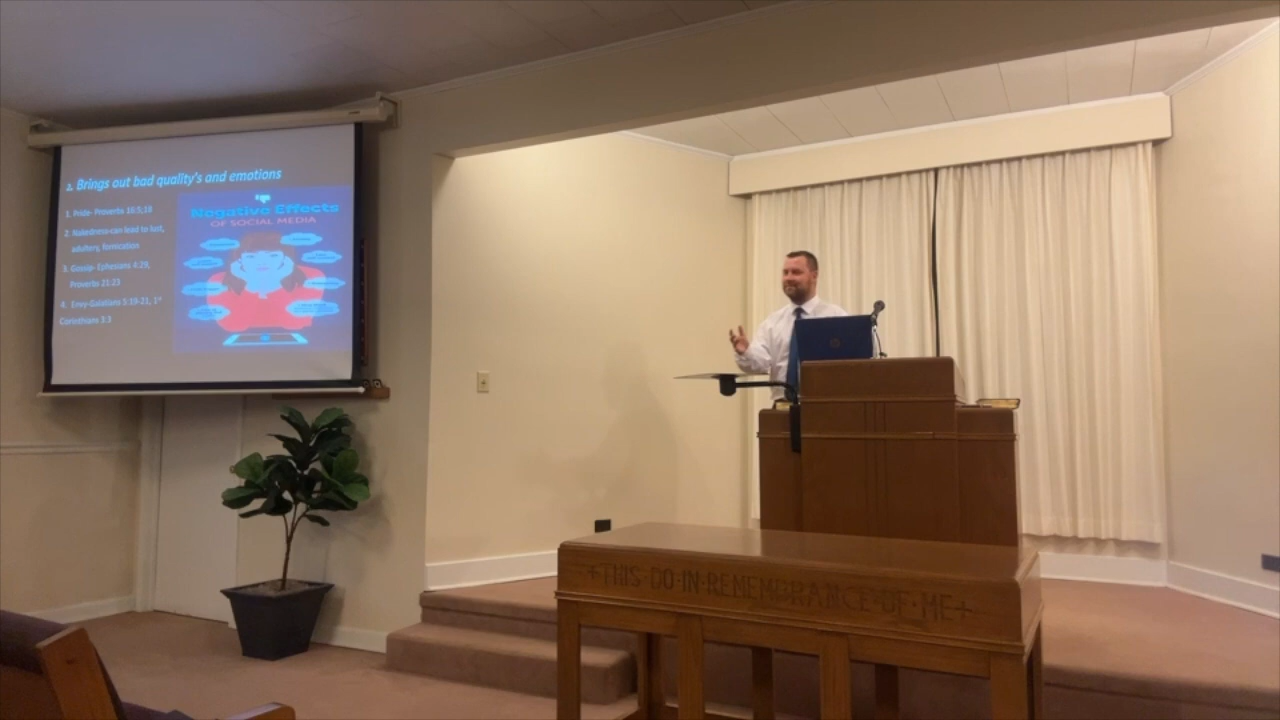 2. Brings out bad quality's and emotions
1. Pride- Proverbs 16:5;18
2. Nakedness-can lead to lust,
adultery, fornication
3. Gossip- Ephesians 4:29,
Proverbs 21:23
4. Envy-Galatians 5:19-21, 1st
Corinthians 3:3
Negative Effects
OF SOCIAL MEDIA
+THIS·DO·IN·REMEMBRANCE·OF·ME+